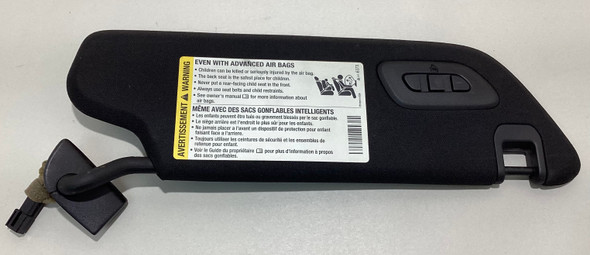 AVERTISSEMENT WARNING
EVEN WITH ADVANCED AIR BAGS
• Children can be killed or seriously injured by the air bag.
• The back seat is the safest place for children.
• Never put a rear-facing child seat in the front.
• Always use seat belts and child restraints.
• See owner's manual for more information about
air bags.
MÊME AVEC DES SACS GONFLABLES INTELLIGENTS
• Les enfants peuvent être tués ou gravement blessés par le sac gonflable.
• Le siège arrière est l'endroit le plus sûr pour les enfants.
• Ne jamais placer à l'avant un dispositif de protection pour enfant
faisant face à l'arrière.
• Toujours utiliser les ceintures de sécurité et les ensembles de
retenue pour enfant.
• Voir le Guide du propriétaire pour plus d'information à propos
des sacs gonflables.